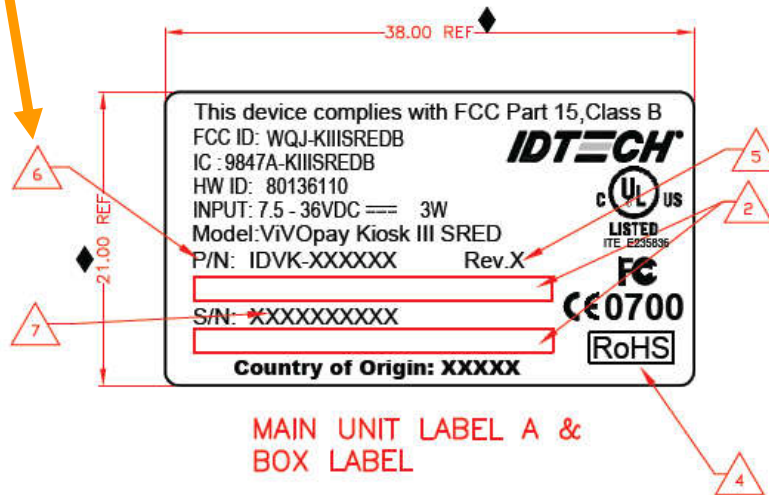 38.00 REF
21.00 REF
This device complies with FCC Part 15,Class B
FCC ID: WQJ-KIIISREDB
IC :9847A-KIIISREDB
HW ID: 80136110
INPUT: 7.5 - 36VDC === 3W
Model:ViVOpay Kiosk III SRED
P/N: IDVK-XXXXXX Rev.X
S/N: XXXXXXXXXX
Country of Origin: XXXXX
IDTECH
C UL US
LISTED
ITE E235836
FC
CE0700
RoHS
6
7
5
2
4
MAIN UNIT LABEL A &
BOX LABEL